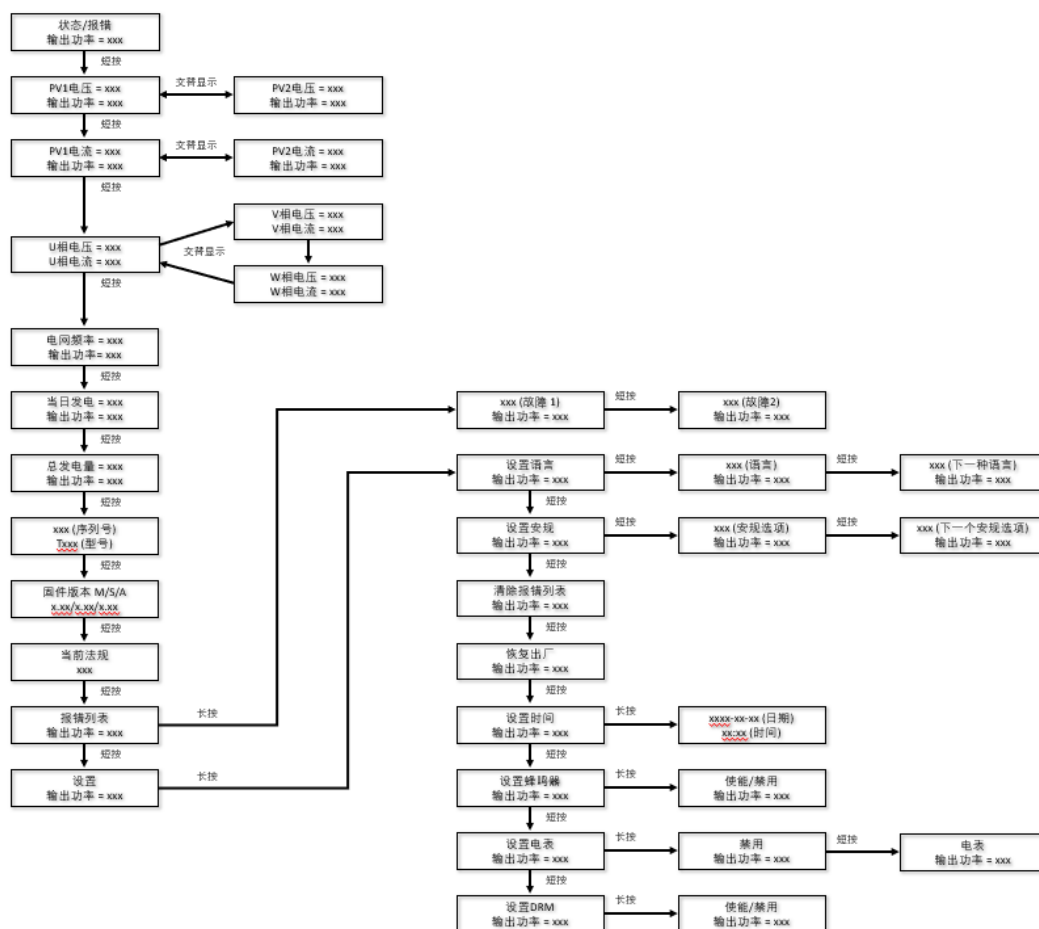 状态/报错
输出功率 = xxx
短按
PV1电压 = xxx
输出功率 = xxx
交替显示
PV2电压 = xxx
输出功率 = xxx
短按
PV1电流 = xxx
输出功率 = xxx
交替显示
PV2电流 = xxx
输出功率 = xxx
短按
U相电压 = xxx
U相电流 = xxx
交替显示
V相电压 = xxx
V相电流 = xxx
W相电压 = xxx
W相电流 = xxx
短按
电网频率 = xxx
输出功率= xxx
短按
当日发电 = xxx
输出功率 = xxx
短按
总发电量 = xxx
输出功率 = xxx
短按
xxx (序列号)
Txxx (型号)
短按
固件版本 M/S/A
x.xx/x.xx/x.xx
短按
当前法规
xxx
短按
报错列表
输出功率 = xxx
长按
短按
设置
输出功率 = xxx
长按
xxx (故障 1)
输出功率 = xxx
短按
xxx (故障2)
输出功率 = xxx
设置语言
输出功率 = xxx
短按
xxx (语言)
输出功率 = xxx
短按
xxx (下一种语言)
输出功率 = xxx
短按
设置安规
输出功率 = xxx
短按
xxx (安规选项)
输出功率 = xxx
短按
xxx (下一个安规选项)
输出功率 = xxx
短按
清除报错列表
输出功率 = xxx
短按
恢复出厂
输出功率 = xxx
短按
设置时间
输出功率 = xxx
长按
xxxx-xx-xx (日期)
xx:xx (时间)
短按
设置蜂鸣器
输出功率 = xxx
长按
使能/禁用
输出功率 = xxx
短按
设置电表
输出功率 = xxx
长按
禁用
输出功率 = xxx
短按
电表
输出功率 = xxx
短按
设置DRM
输出功率 = xxx
长按
使能/禁用
输出功率 = xxx